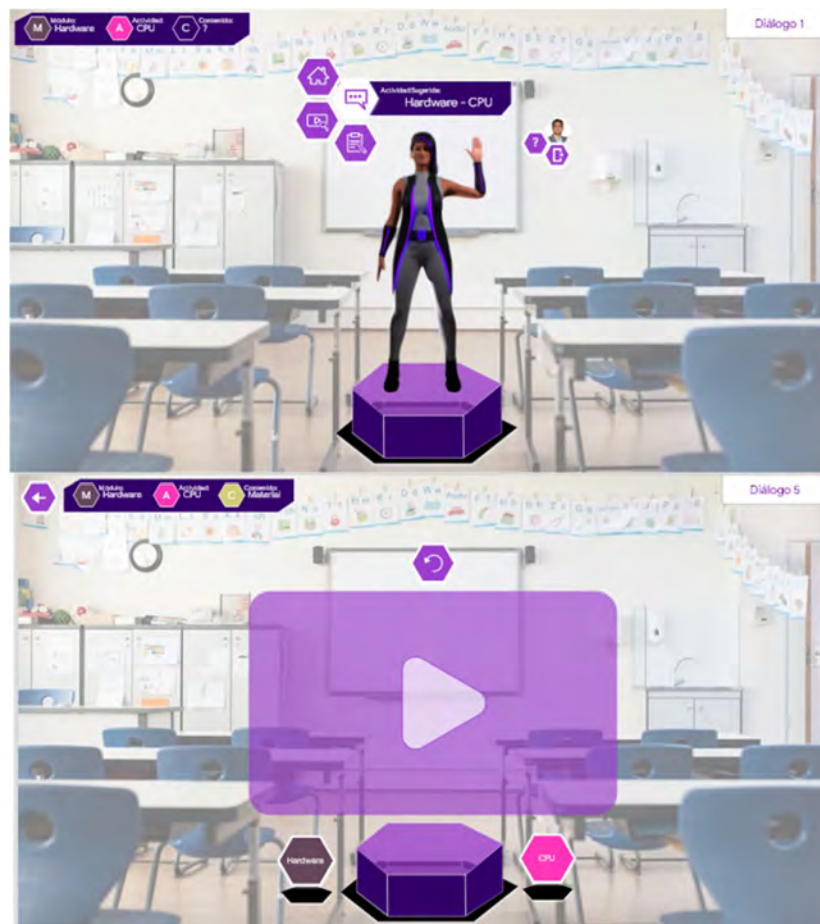 Módulo:
Hardware
Actividad:
CPU
Contenido:
?
M
A
C
Diálogo 1
Actividad Sugerida:
Hardware - CPU
?
Módulo:
Hardware
Actividad:
CPU
Contenido:
Material
M
A
C
Diálogo 5
Hardware
CPU